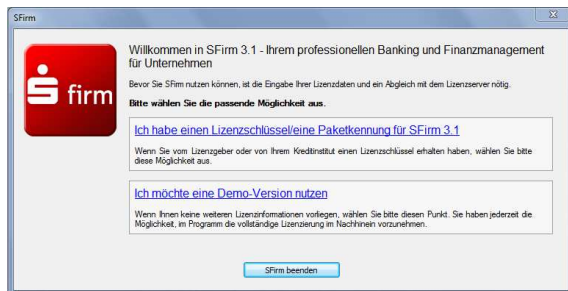 SFirm
Willkommen in SFirm 3.1 - Ihrem professionellen Banking und Finanzmanagement
für Unternehmen
Bevor Sie SFirm nutzen können, ist die Eingabe Ihrer Lizenzdaten und ein Abgleich mit dem Lizenzserver nötig.
Bitte wählen Sie die passende Möglichkeit aus.
firm
Ich habe einen Lizenzschlüssel/eine Paketkennung für SFirm 3.1
Wenn Sie vom Lizenzgeber oder von Ihrem Kreditinstitut einen Lizenzschlüssel erhalten haben, wählen Sie bitte
diese Möglichkeit aus.
Ich möchte eine Demo-Version nutzen
Wenn Ihnen keine weiteren Lizenzinformationen vorliegen, wählen Sie bitte diesen Punkt. Sie haben jederzeit die
Möglichkeit, im Programm die vollständige Lizenzierung im Nachhinein vorzunehmen.
SFirm beenden